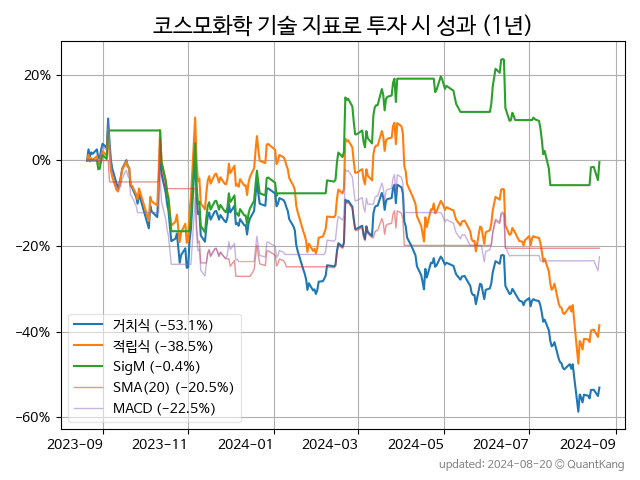 코스모화학 기술 지표로 투자 시 성과 (1년)
20%
0%
−20%
−40%
−60%
거치식 (−53.1%)
적립식 (−38.5%)
SigM (−0.4%)
SMA(20) (−20.5%)
MACD (−22.5%)
2023−09 2023−11 2024−01 2024−03 2024−05 2024−07 2024−09
updated: 2024-08-20 © QuantKang